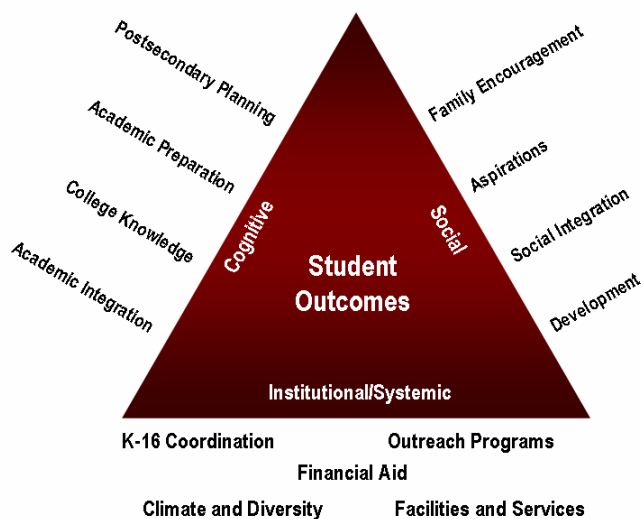 Postsecondary Planning
Academic Preparation
College Knowledge
Academic Integration
Cognitive
Family Encouragement
Aspirations
Social Integration
Development
Social
Student
Outcomes
Institutional/Systemic
K-16 Coordination
Outreach Programs
Financial Aid
Climate and Diversity
Facilities and Services